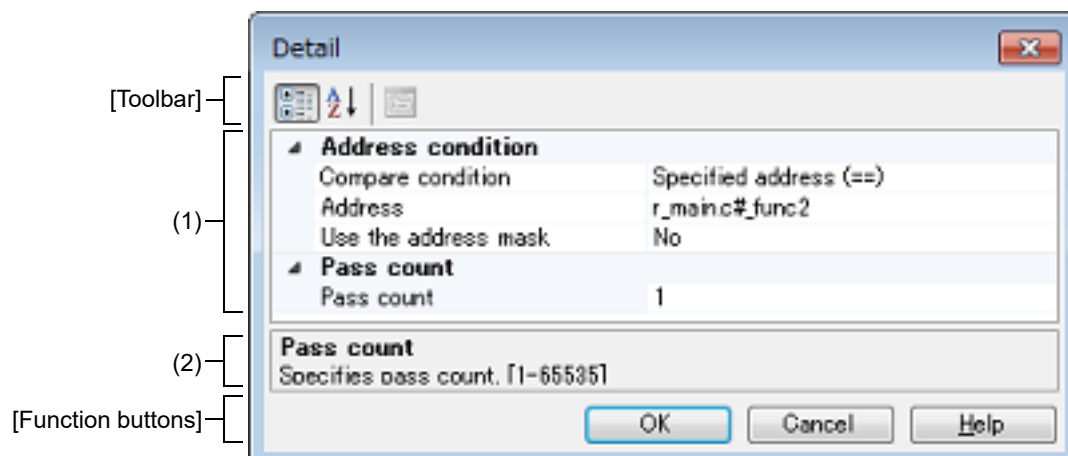 Detail
[Toolbar]
Address condition
Compare condition Specified address (==)
Address r_main.c#_func2
(1)
Use the address mask No
Pass count
Pass count 1
Pass count
(2)
Specifies pass count. [1-65535]
[Function buttons]
OK Cancel Help